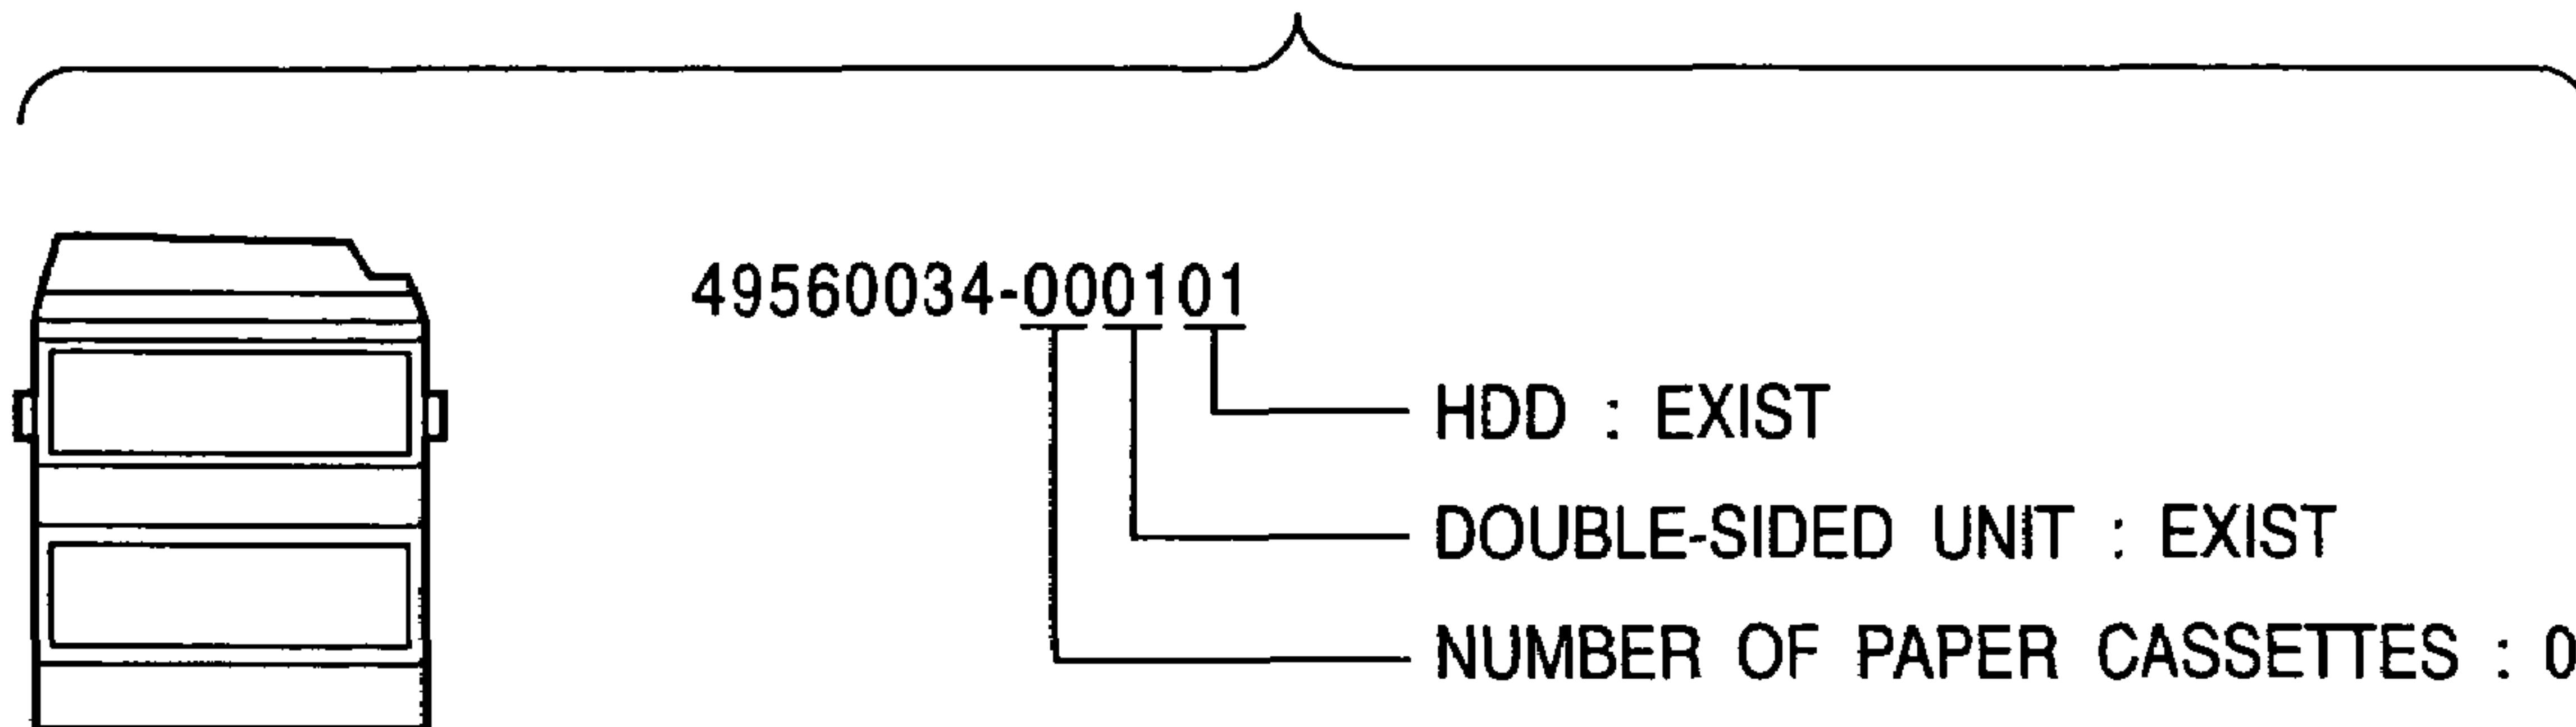 49560034-000101
HDD : EXIST
DOUBLE-SIDED UNIT : EXIST
NUMBER OF PAPER CASSETTES : 0